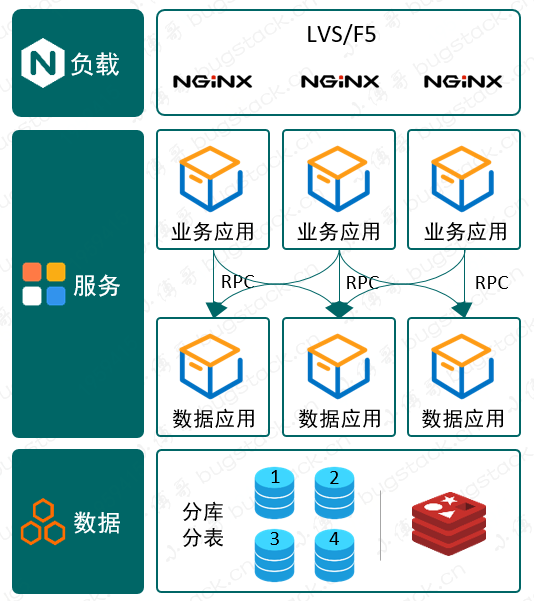 负载
LVS/F5
NGiNX NGiNX NGiNX
服务
业务应用 业务应用 业务应用
RPC RPC RPC
数据应用 数据应用 数据应用
数据
分库
分表
1 2
3 4
小傅哥 bugstack.cn